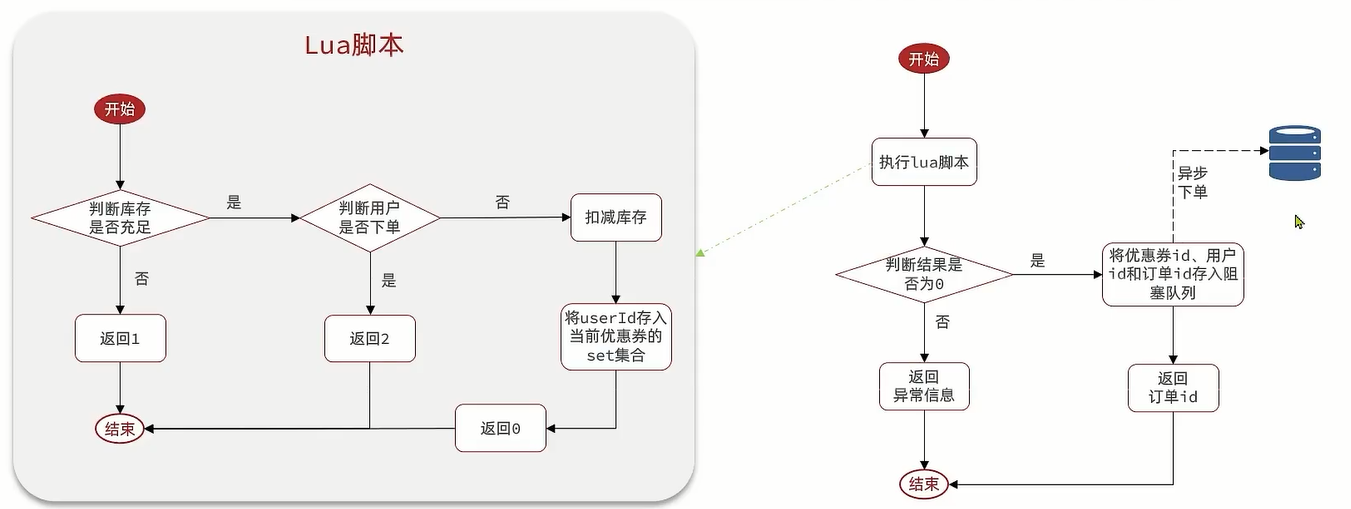 Lua脚本
开始
判断库存
是否充足
是
判断用户
是否下单
否
扣减库存
否
是
返回1
返回2
将userId存入
当前优惠券的
set集合
结束
返回0
开始
执行lua脚本
异步
下单
判断结果是
否为0
是
将优惠券id、用户
id和订单id存入阻
塞队列
否
返回
异常信息
返回
订单id
结束